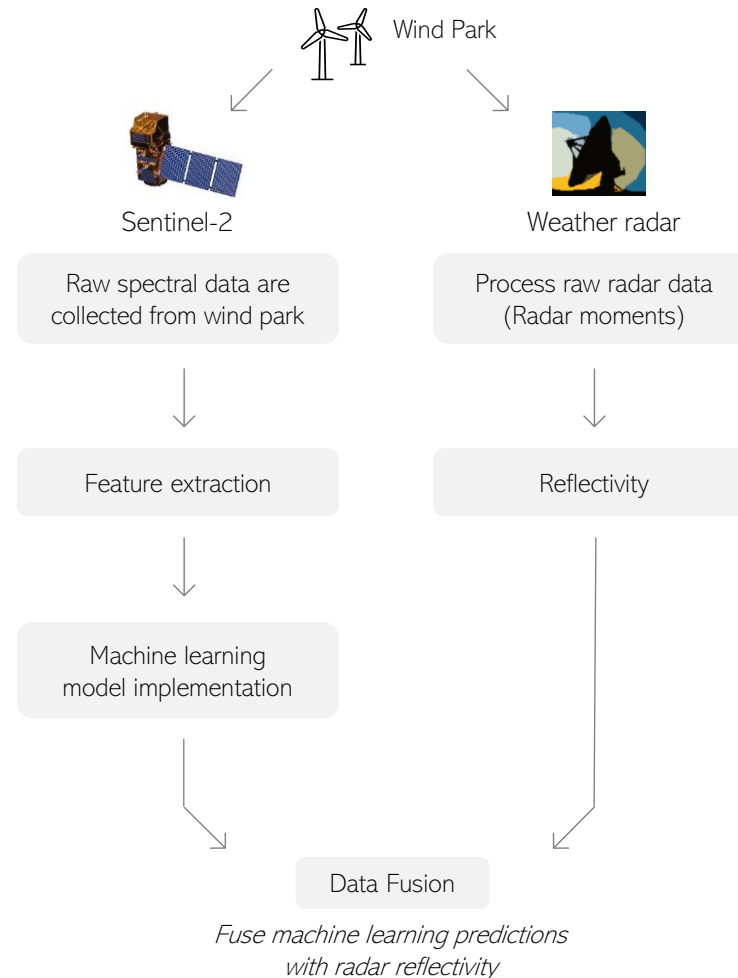 Wind Park
Sentinel-2
Weather radar
Raw spectral data are
collected from wind park
Process raw radar data
(Radar moments)
Feature extraction
Reflectivity
Machine learning
model implementation
Data Fusion
Fuse machine learning predictions
with radar reflectivity